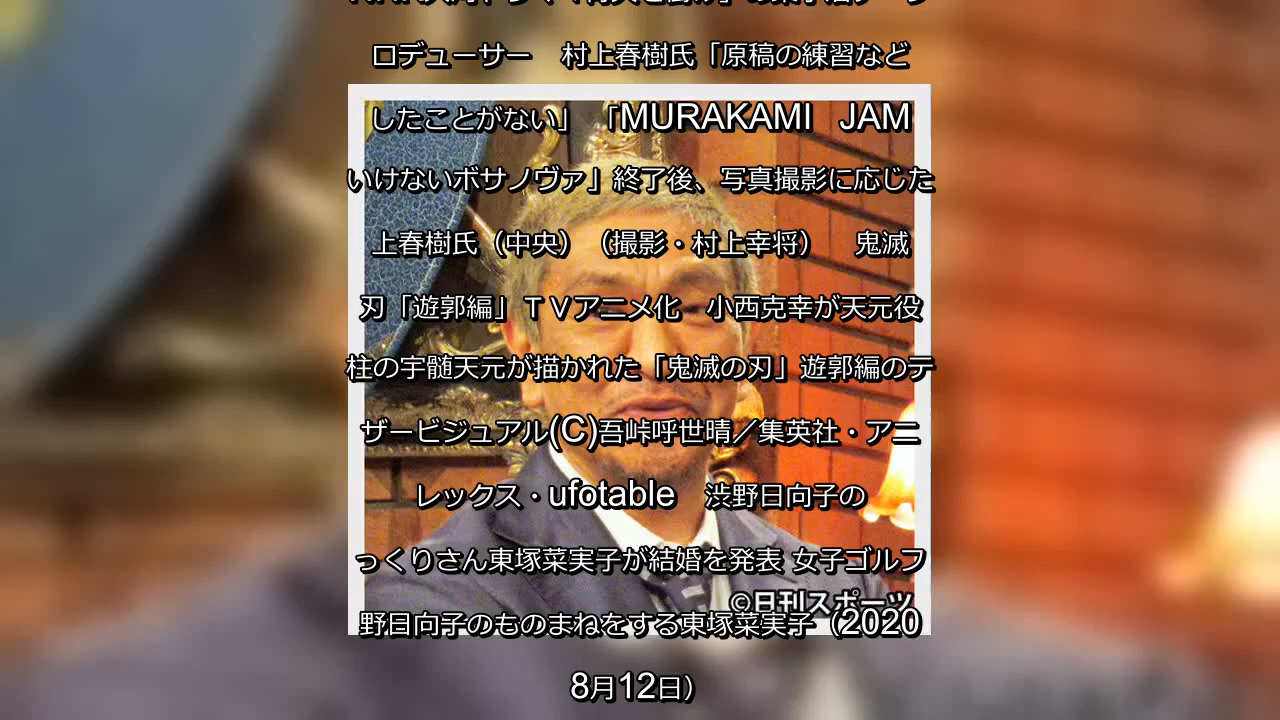 ロデューサー　村上春樹氏「原稿の練習など
したことがない」　「MURAKAMI　JAM
いけないボサノヴァ」終了後、写真撮影に応じた
上春樹氏（中央）（撮影・村上幸将）　鬼滅
刃「遊郭編」ＴＶアニメ化　小西克幸が天元役
柱の宇髄天元が描かれた「鬼滅の刃」遊郭編のテ
ザービジュアル(C)吾峠呼世晴／集英社・アニ
レックス・ufotable　渋野日向子の
っくりさん東塚菜実子が結婚を発表 女子ゴルフ
©日刊スポーツ
野日向子のものまねをする東塚菜実子（2020
8月12日）